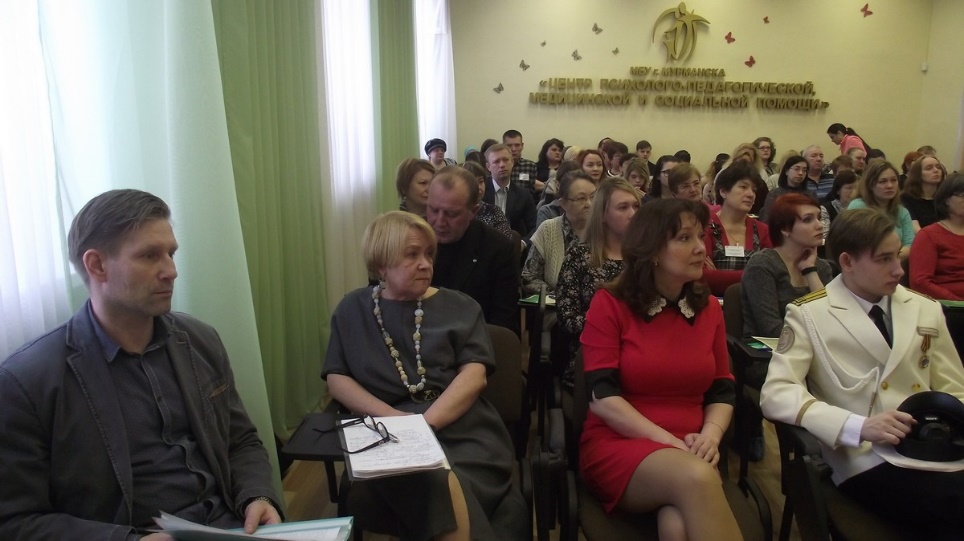 МБУ г. МУРМАНСКА
«ЦЕНТР ПСИХОЛОГО-ПЕДАГОГИЧЕСКОЙ,
МЕДИЦИНСКОЙ И СОЦИАЛЬНОЙ ПОМОЩИ»